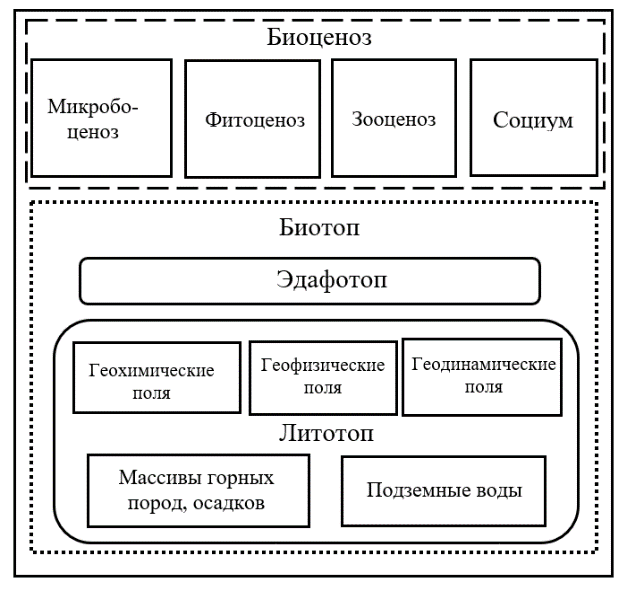 Биоценоз
Микробо-
ценоз
Фитоценоз
Зооценоз
Социум
Биотоп
Эдафотоп
Геохимические
поля
Геофизические
поля
Геодинамические
поля
Литотоп
Массивы горных
пород, осадков
Подземные воды